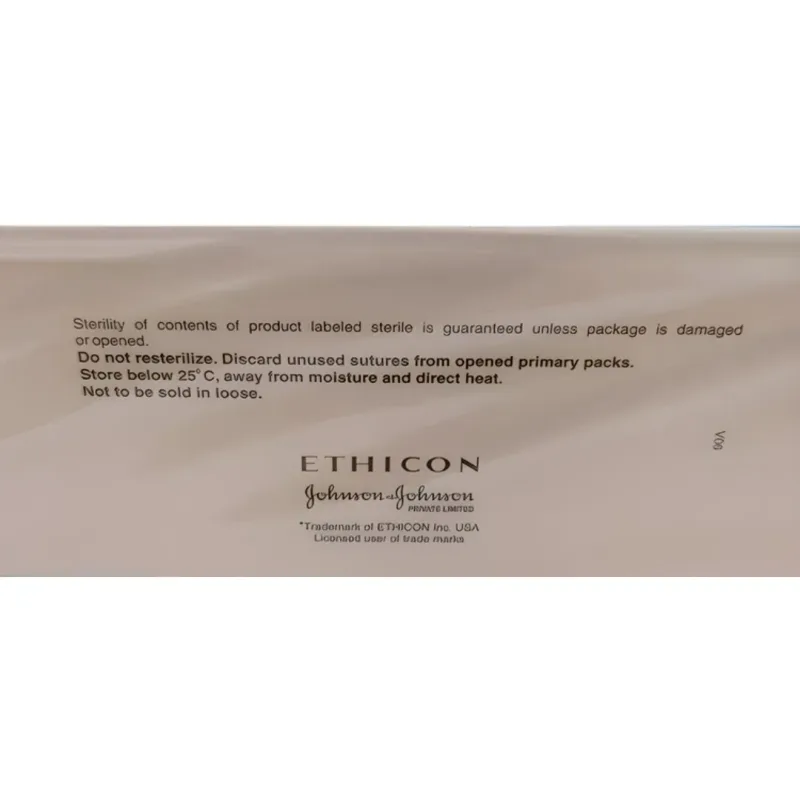 Sterility of contents of product labeled sterile is guaranteed unless package is damaged
or opened.
Do not resterilize. Discard unused sutures from opened primary packs.
Store below 25°C, away from moisture and direct heat.
Not to be sold in loose.
V06
ETHICON
Johnson & Johnson
PRIVATE LIMITED
*Trademark of ETHICON Inc. USA
Licensed user of trade marks